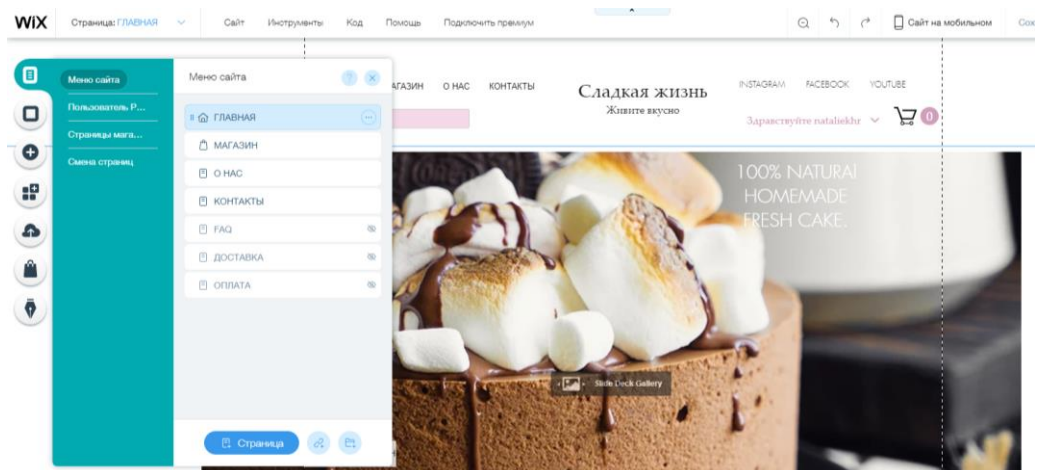 WiX Страница: ГЛАВНАЯ Сайт Инструменты Код Помощь Подключить премиум Сайт на мобильном Сох
Меню сайта
Пользователь Р...
Страницы мага...
Смена страниц
Меню сайта ?
ГЛАВНАЯ
МАГАЗИН
О НАС
КОНТАКТЫ
FAQ
ДОСТАВКА
ОПЛАТА
Страница
АГАЗИН О НАС КОНТАКТЫ
Сладкая жизнь
Живите вкусно
INSTAGRAM FACEBOOK YOUTUBE
Здравствуйте nataliekhr 0
100% NATURAL
HOMEMADE
FRESH CAKE.
Slide Deck Gallery